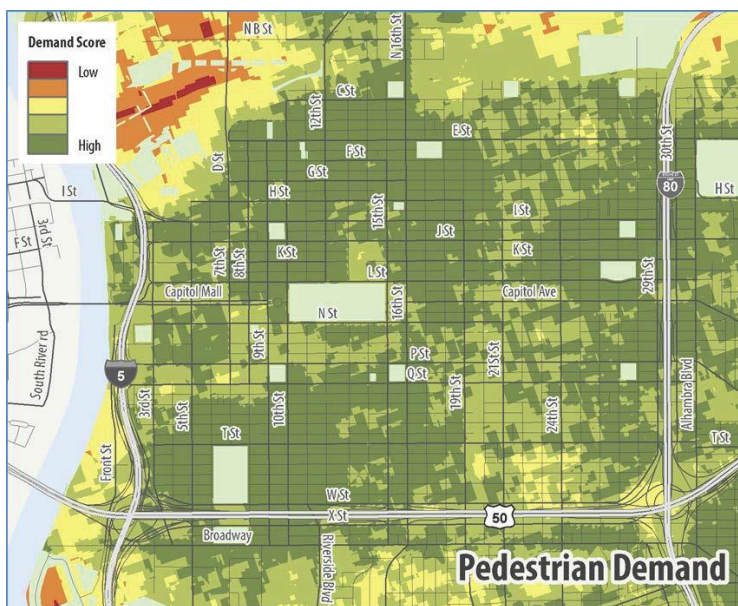 Demand Score
Low
High
N B St
N 16th St
C St
12th St
E St
D St
F St
G St
30th St
80
I St
H St
H St
15th St
I St
3rd St
F St
J St
7th St
8th St
K St
K St
L St
29th St
Capitol Mall
16th St
Capitol Ave
N St
South River rd
9th St
P St
21St St
5
Q St
3rd St
5th St
10th St
19th St
24th St
Alhambra Blvd
Front St
T St
T St
W St
X St
50
Broadway
Riverside Blvd
Pedestrian Demand